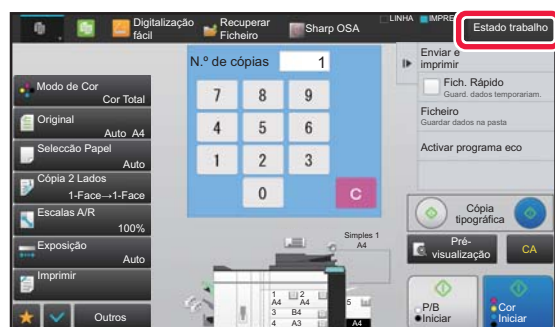 Digitalização
fácil
Recuperar
Ficheiro
Sharp OSA
LINHA
IMPRE
Estado trabalho
N.º de cópias 1
Modo de Cor
Cor Total
Original
Auto A4
Seleccão Papel
Auto
Cópia 2 Lados
1-Face→1-Face
Escalas A/R
100%
Exposição
Auto
Imprimir
Outros
7 8 9
4 5 6
1 2 3
0 C
Simples 1
A4
1 2
A4 A4
3 B4
4 A3
5
A4
Enviar e
imprimir
Fich. Rápido
Guard. dados temporariam.
Ficheiro
Guardar dados na pasta
Activar programa eco
Cópia
tipográfica
Pré-
visualização
CA
P/B
Iniciar
Cor
Iniciar